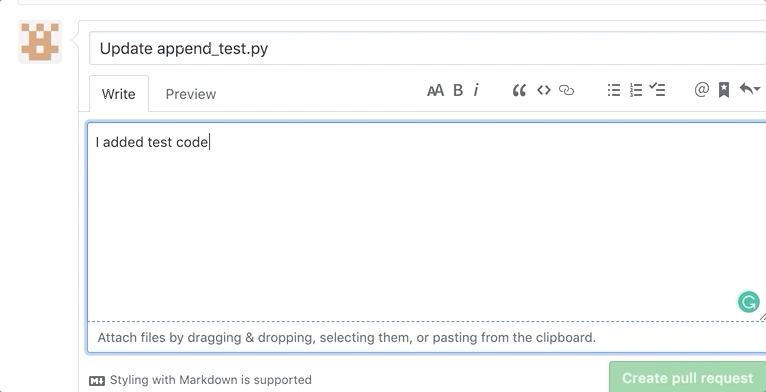 Update append_test.py
Write Preview AA B i @
I added test code
Attach files by dragging & dropping, selecting them, or pasting from the clipboard.
M↓ Styling with Markdown is supported
Create pull request